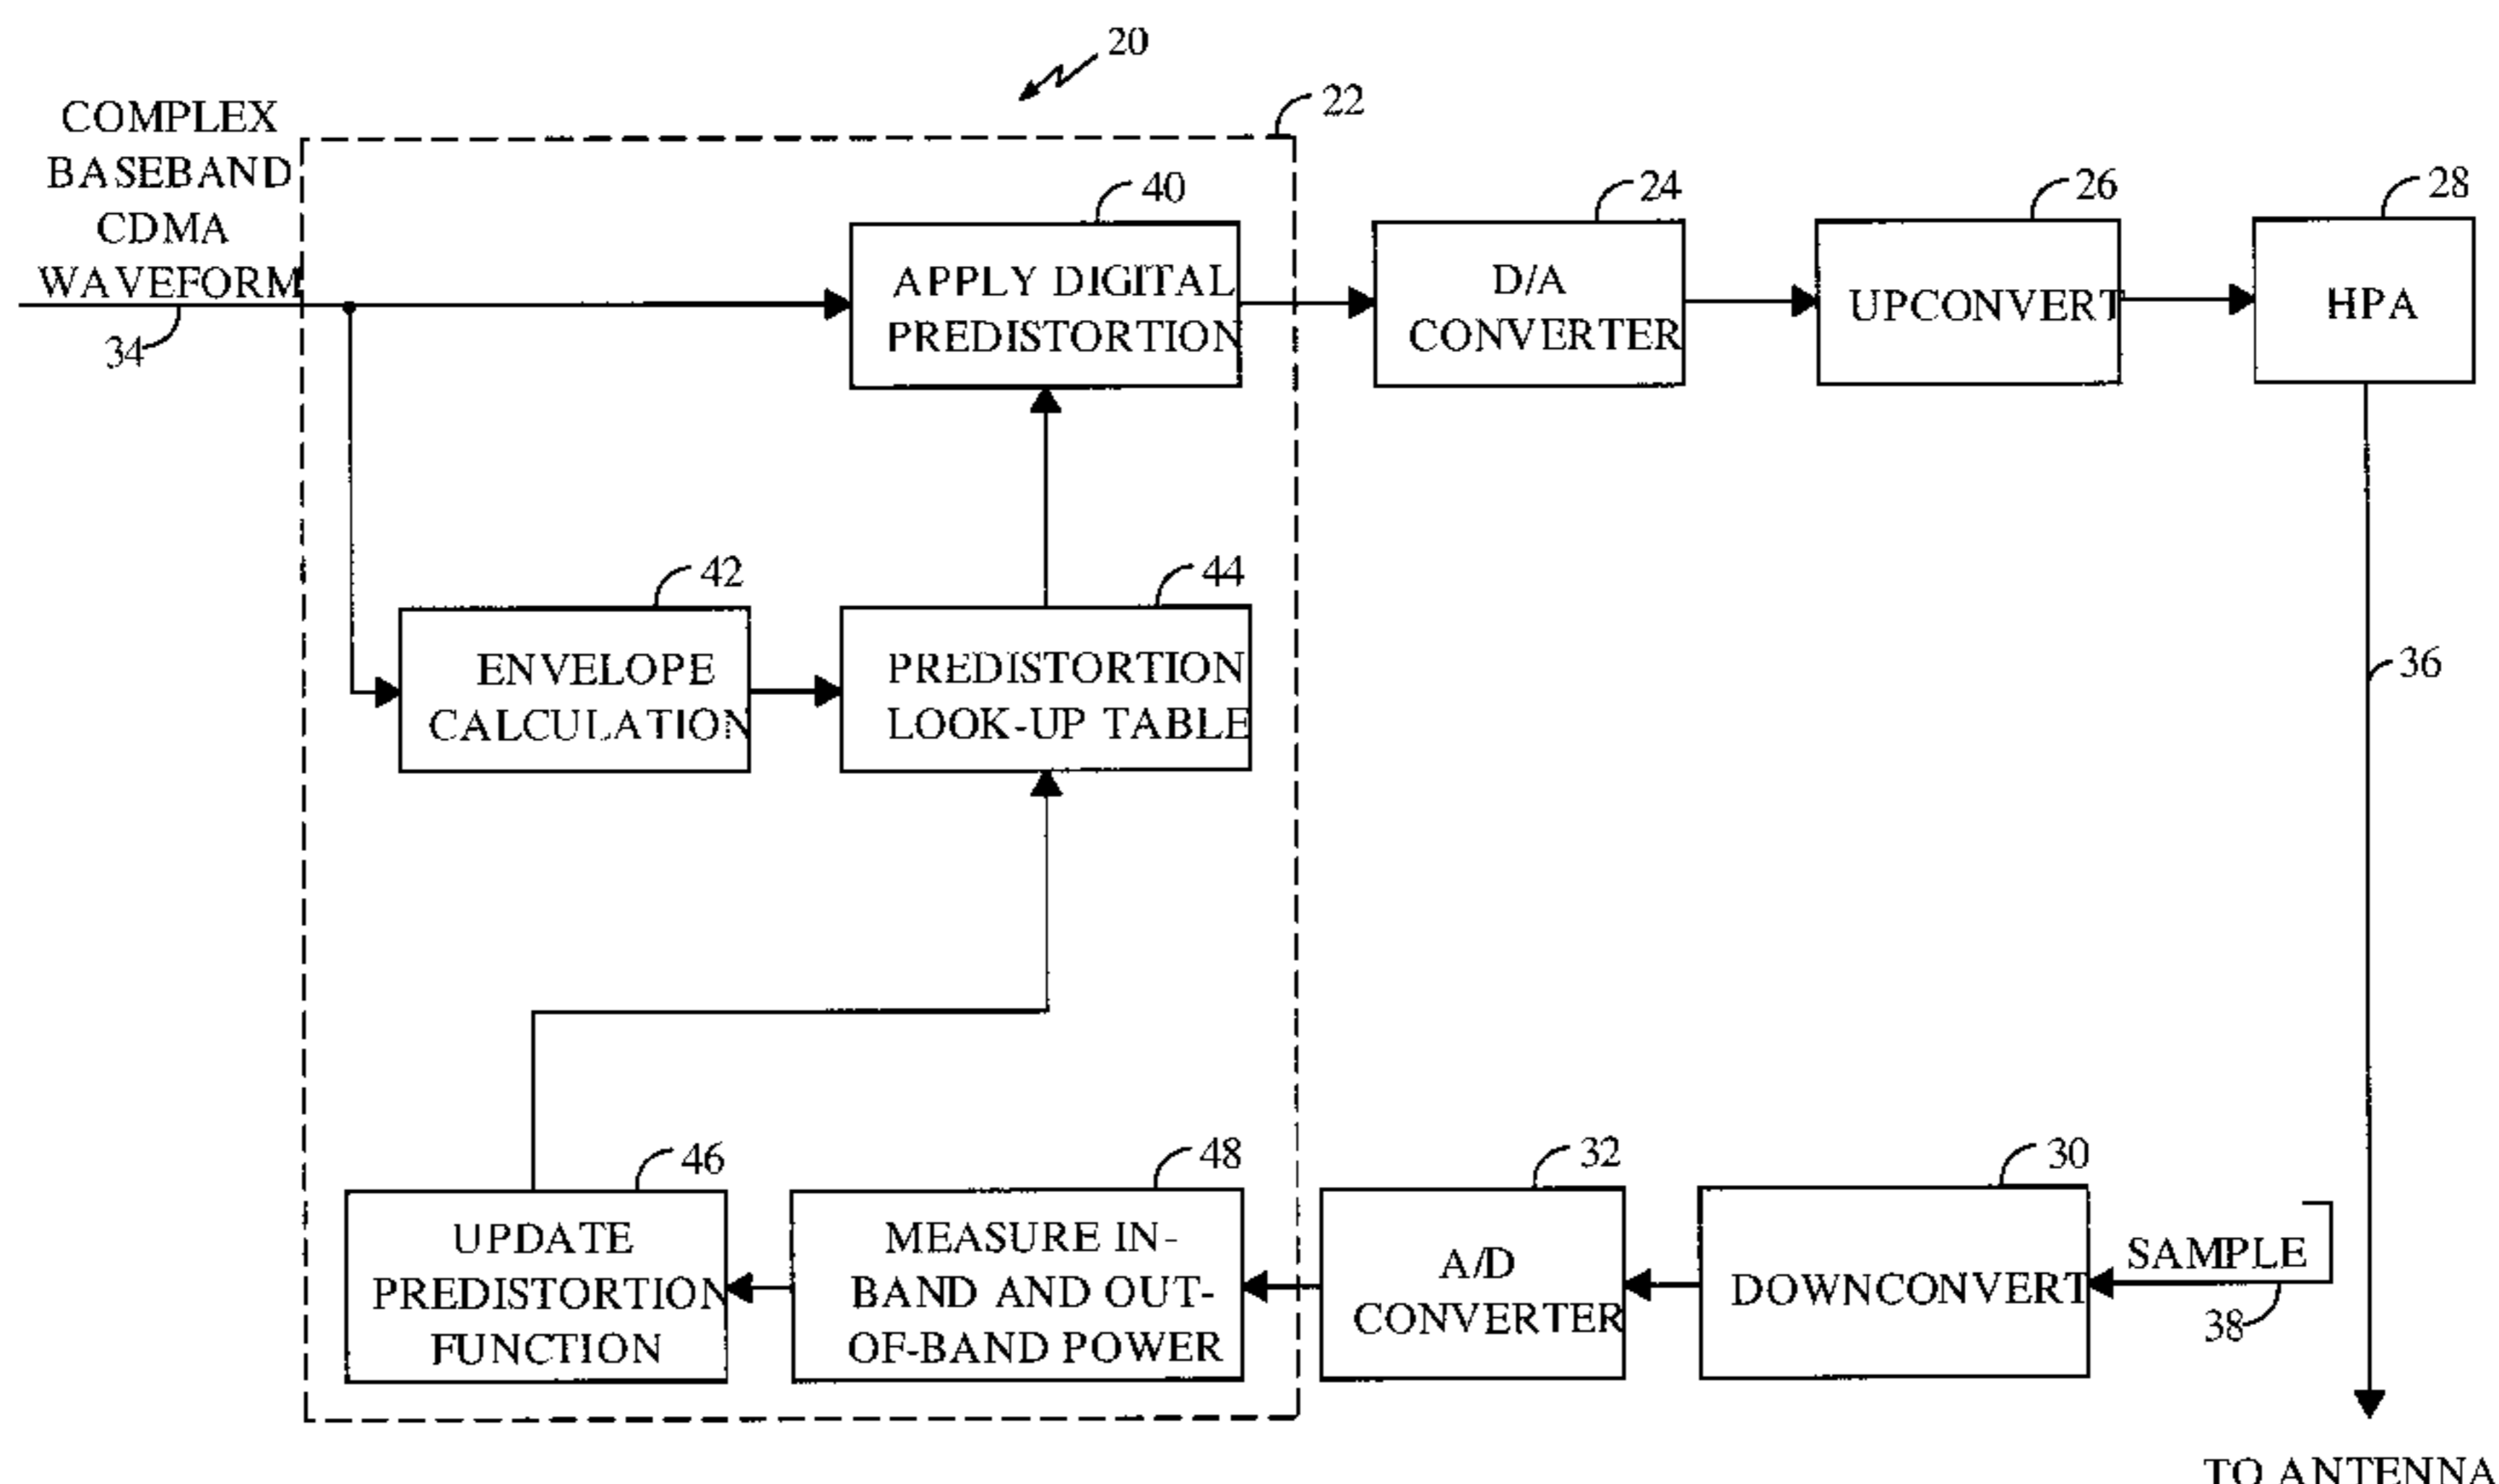 20
22
COMPLEX
BASEBAND
CDMA
WAVEFORM
34
40
APPLY DIGITAL
PREDISTORTION
24
D/A
CONVERTER
26
UPCONVERT
28
HPA
42
ENVELOPE
CALCULATION
44
PREDISTORTION
LOOK-UP TABLE
36
46
UPDATE
PREDISTORTION
FUNCTION
48
MEASURE IN-
BAND AND OUT-
OF-BAND POWER
32
A/D
CONVERTER
30
DOWNCONVERT
SAMPLE
38
TO ANTENNA